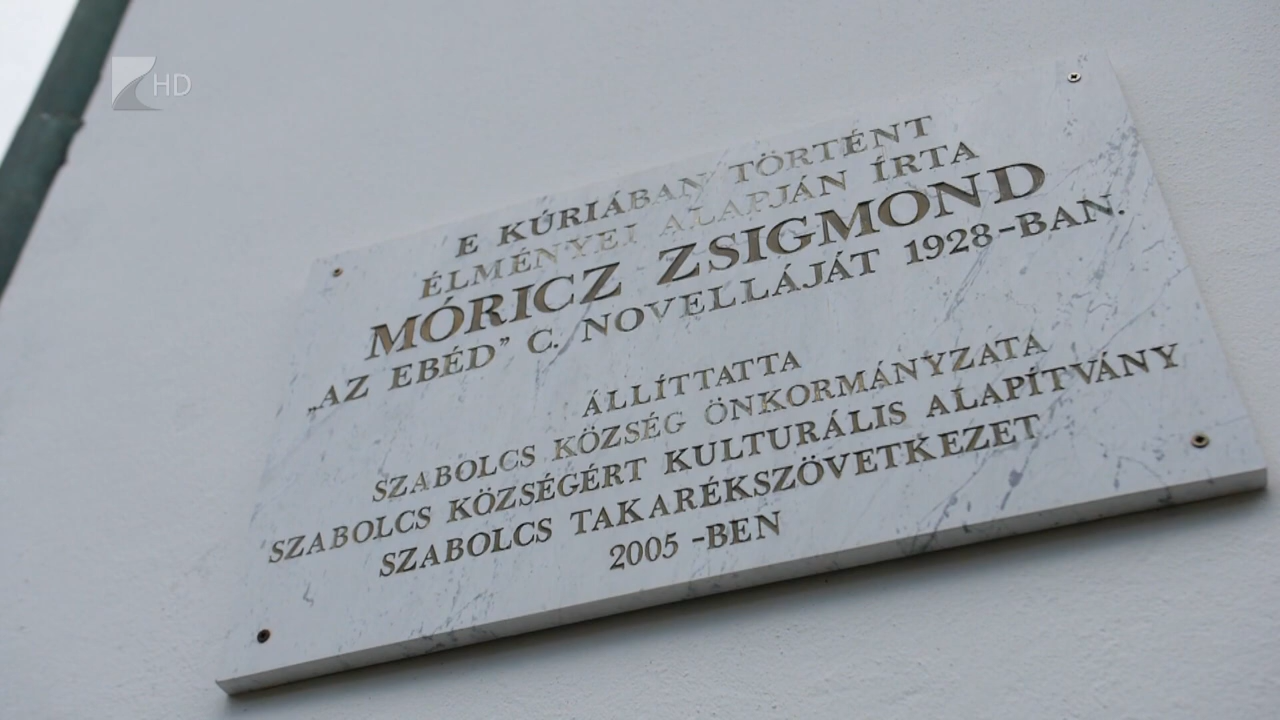 HD
E KÚRIÁBAN TÖRTÉNT
ÉLMÉNYEI ALAPJÁN ÍRTA
MÓRICZ ZSIGMOND
„AZ EBÉD” C. NOVELLÁJÁT 1928-BAN.
ÁLLÍTTATTA
SZABOLCS KÖZSÉG ÖNKORMÁNYZATA
SZABOLCS KÖZSÉGÉRT KULTURÁLIS ALAPÍTVÁNY
SZABOLCS TAKARÉKSZÖVETKEZET
2005 -BEN